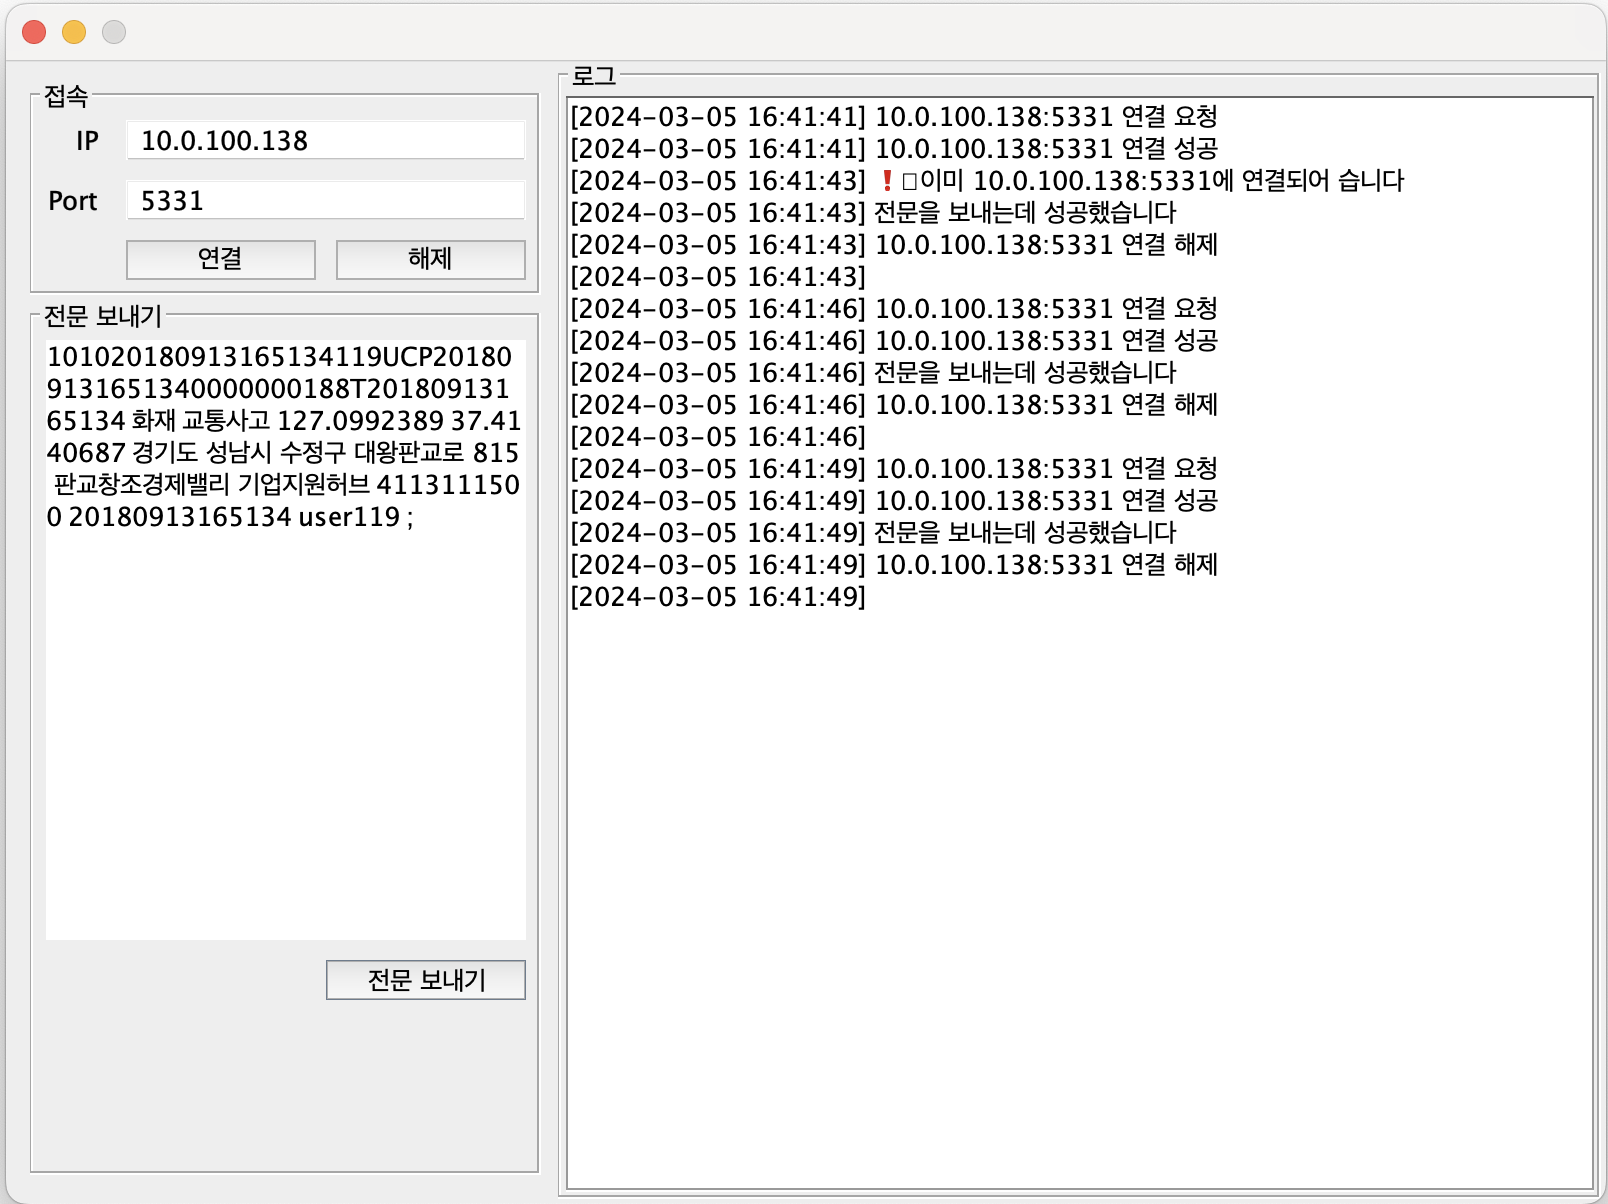 접속
IP 10.0.100.138
Port 5331
연결 해제
전문 보내기
101020180913165134119UCP20180
9131651340000000188T201809131
65134 화재 교통사고 127.0992389 37.41
40687 경기도 성남시 수정구 대왕판교로 815
판교창조경제밸리 기업지원허브 411311150
0 20180913165134 user119 ;
전문 보내기
로그
[2024-03-05 16:41:41] 10.0.100.138:5331 연결 요청
[2024-03-05 16:41:41] 10.0.100.138:5331 연결 성공
[2024-03-05 16:41:43] ❗□이미 10.0.100.138:5331에 연결되어 습니다
[2024-03-05 16:41:43] 전문을 보내는데 성공했습니다
[2024-03-05 16:41:43] 10.0.100.138:5331 연결 해제
[2024-03-05 16:41:43]
[2024-03-05 16:41:46] 10.0.100.138:5331 연결 요청
[2024-03-05 16:41:46] 10.0.100.138:5331 연결 성공
[2024-03-05 16:41:46] 전문을 보내는데 성공했습니다
[2024-03-05 16:41:46] 10.0.100.138:5331 연결 해제
[2024-03-05 16:41:46]
[2024-03-05 16:41:49] 10.0.100.138:5331 연결 요청
[2024-03-05 16:41:49] 10.0.100.138:5331 연결 성공
[2024-03-05 16:41:49] 전문을 보내는데 성공했습니다
[2024-03-05 16:41:49] 10.0.100.138:5331 연결 해제
[2024-03-05 16:41:49]